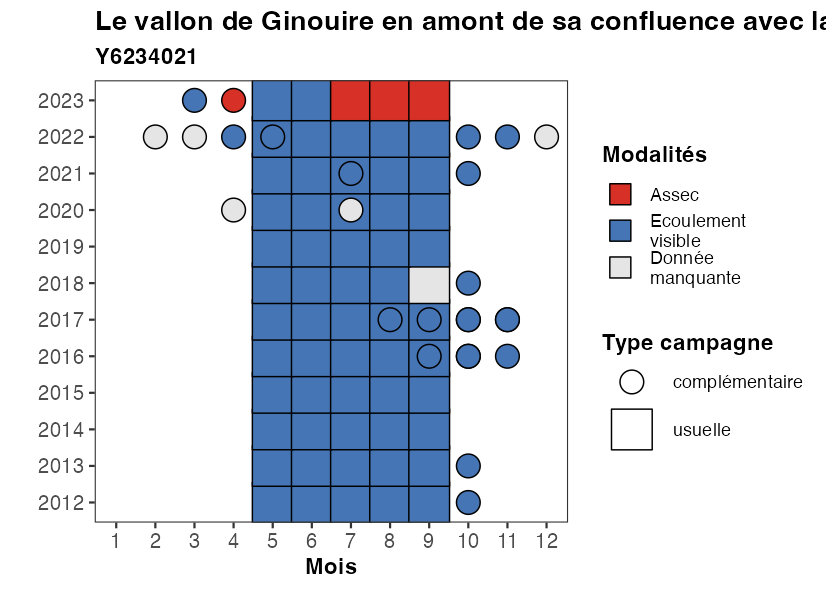 Le vallon de Ginouire en amont de sa confluence avec
Y6234021
2023
2022
2021
2020
2019
2018
2017
2016
2015
2014
2013
2012
1 2 3 4 5 6 7 8 9 10 11 12
Mois
Modalités
Assec
Ecoulement
visible
Donnée
manquante
Type campagne
complémentaire
usuelle